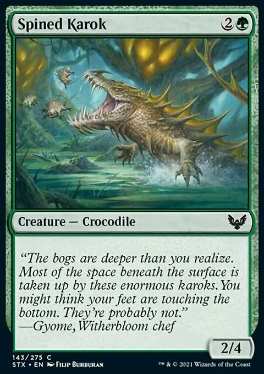 Spined Karok 2
Creature — Crocodile
“The bogs are deeper than you realize.
Most of the space beneath the surface is
taken up by these enormous karoks. You
might think your feet are touching the
bottom. They’re probably not.”
—Gyome, Witherbloom chef
2/4
143/275 C
STX • EN FILIP BURBURAN
™ & © 2021 Wizards of the Coast